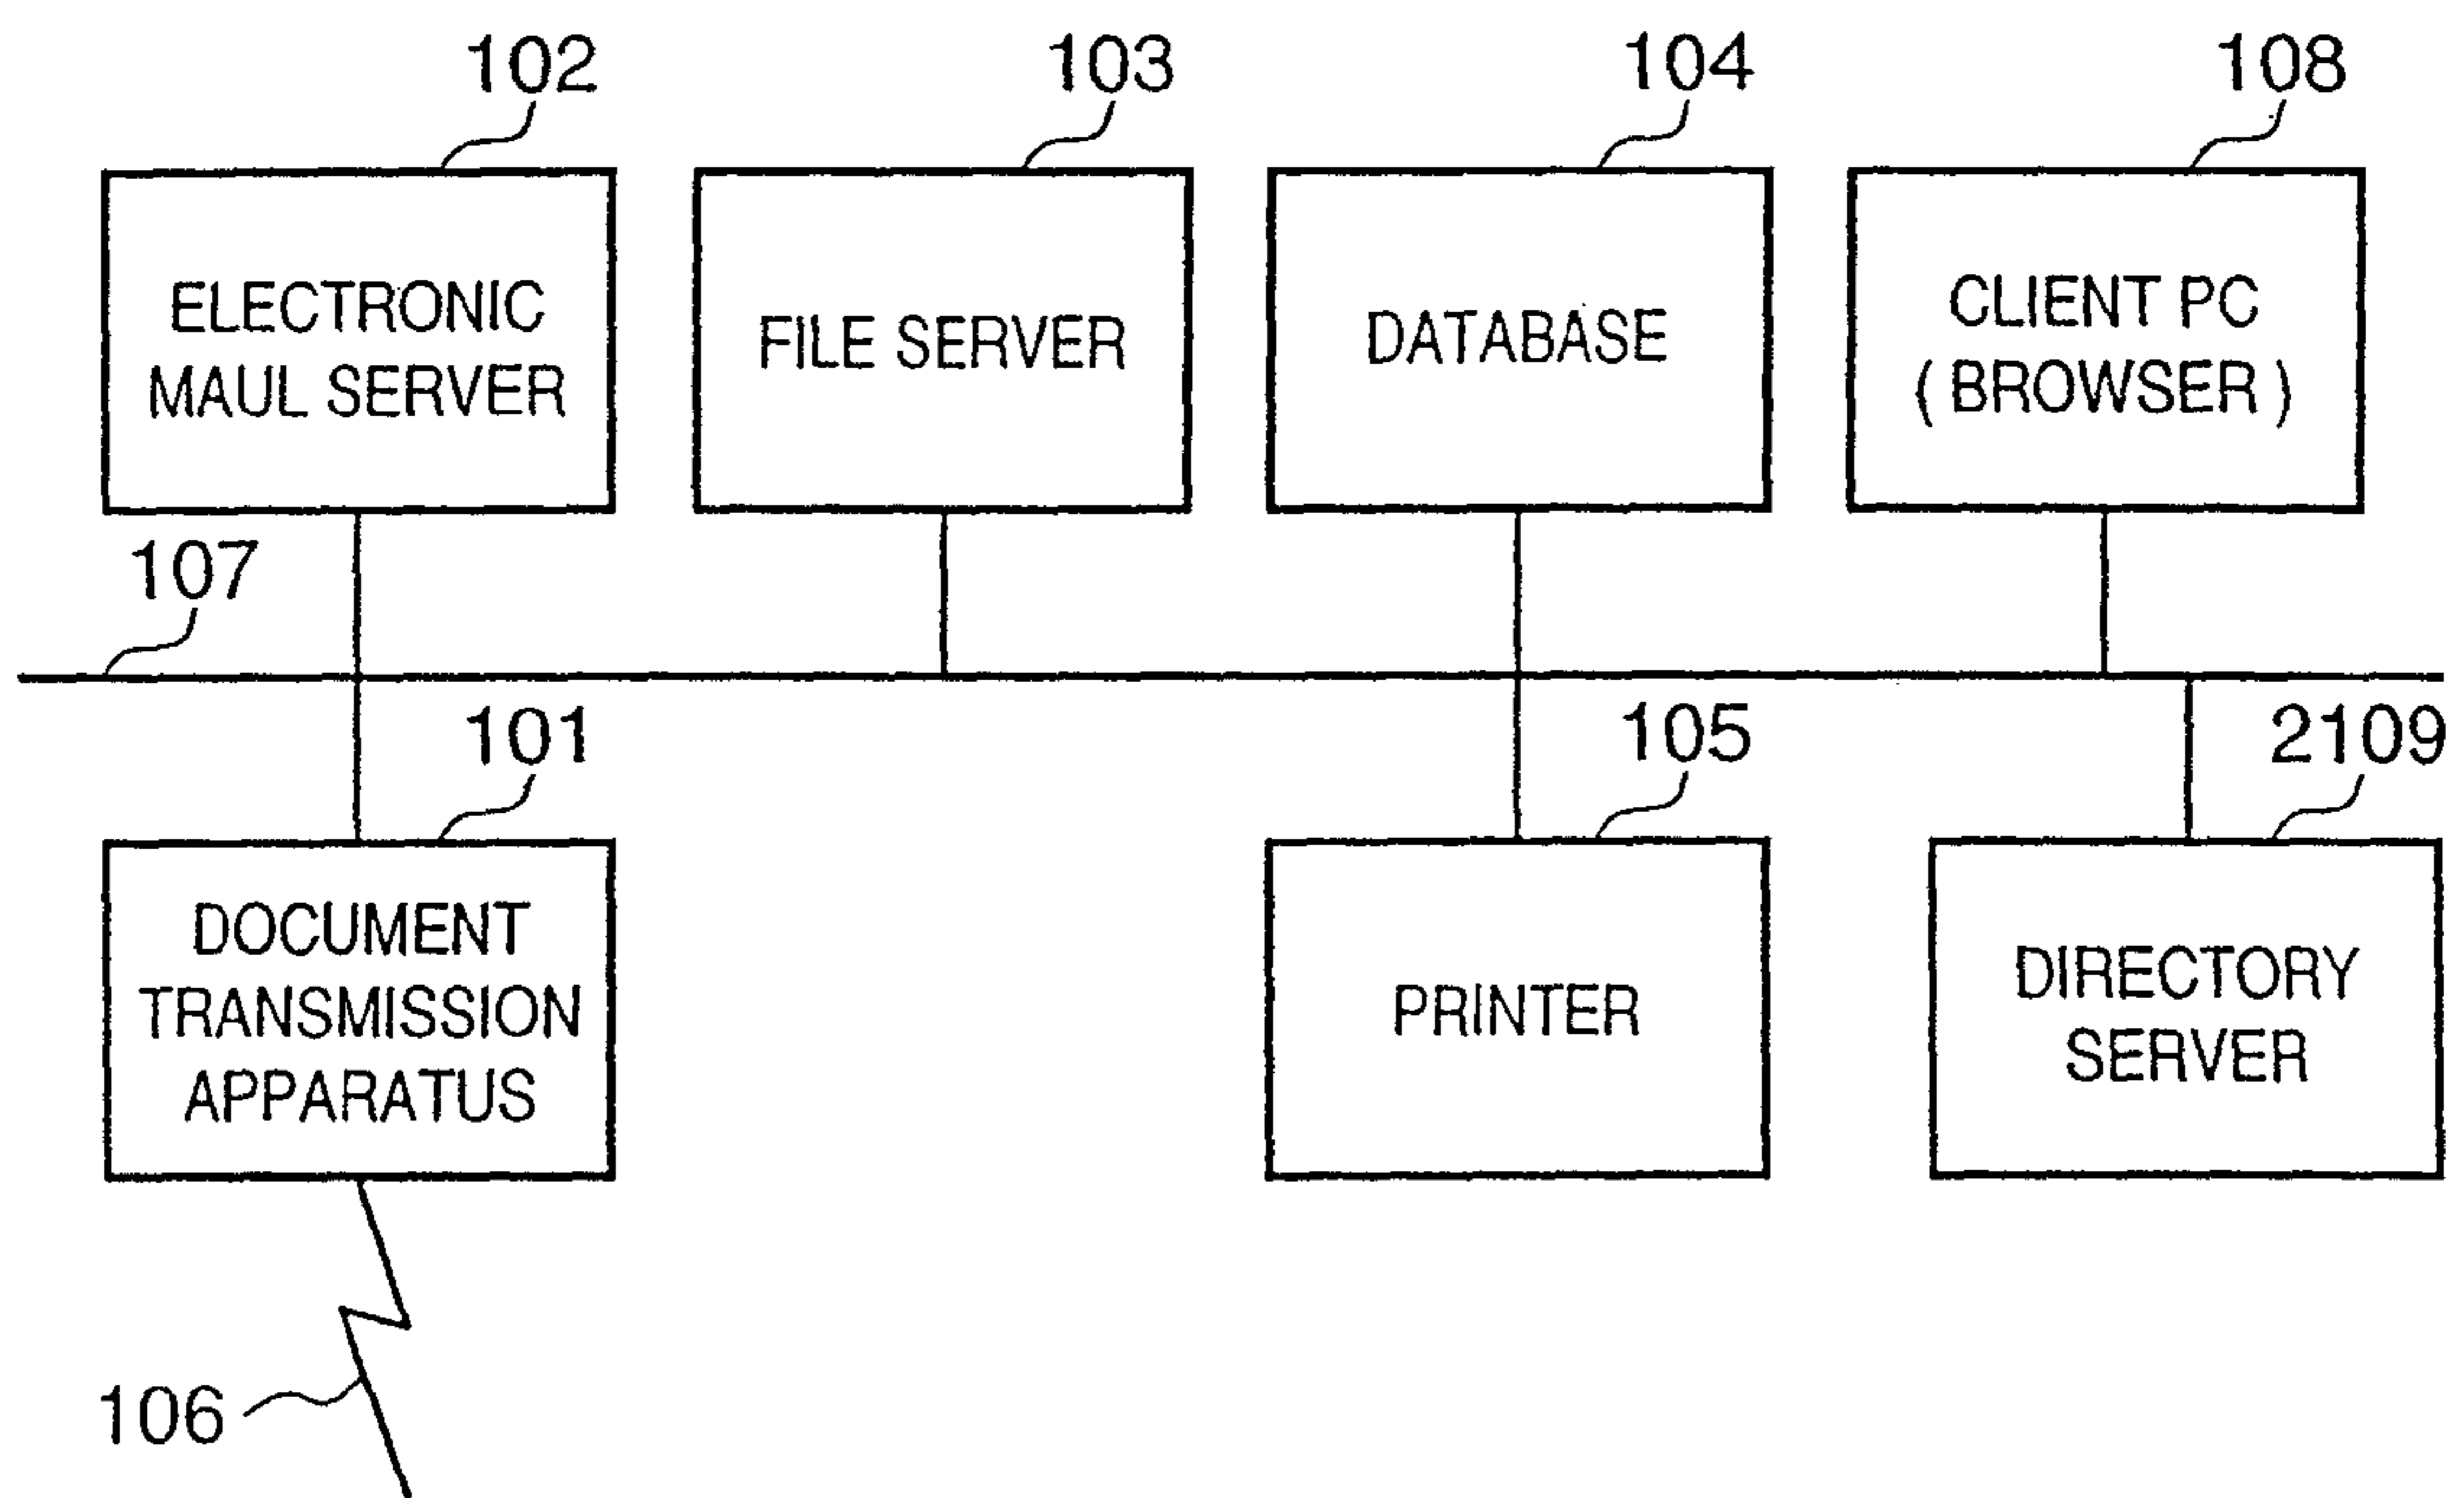 102
103
104
108
ELECTRONIC
MAUL SERVER
FILE SERVER
DATABASE
CLIENT PC
( BROWSER )
107
101
105
2109
DOCUMENT
TRANSMISSION
APPARATUS
PRINTER
DIRECTORY
SERVER
106